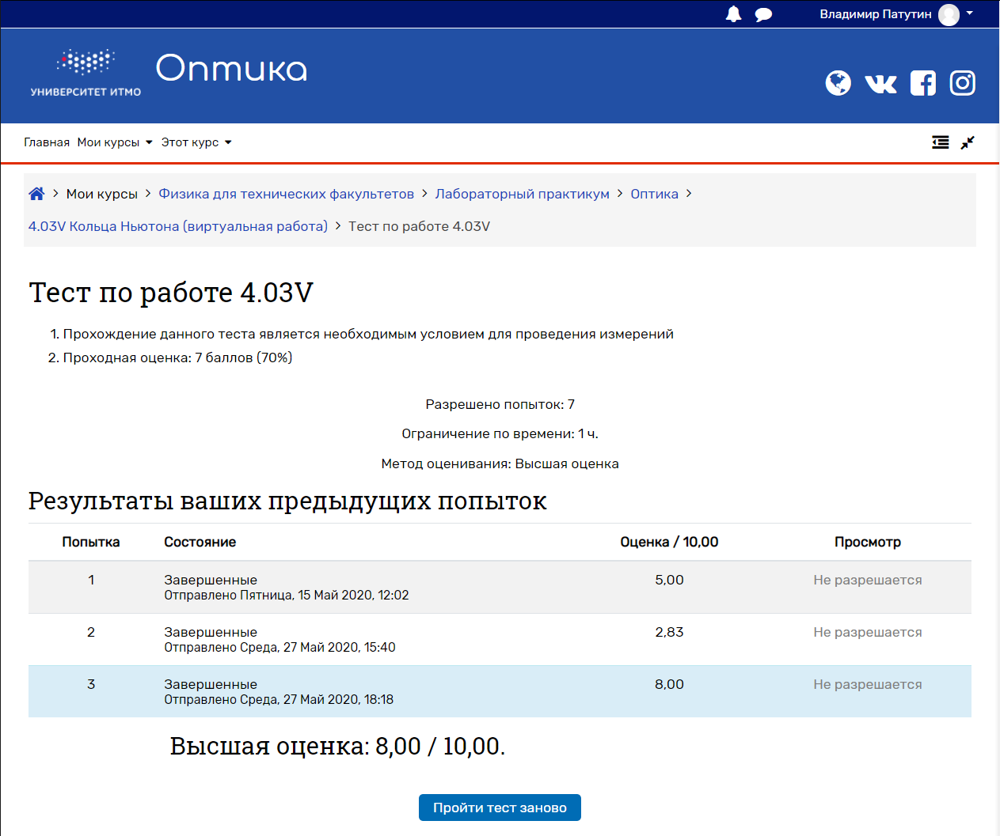 Владимир Патутин
УНИВЕРСИТЕТ ИТМО
Оптика
Главная Мои курсы Этот курс
Мои курсы > Физика для технических факультетов > Лабораторный практикум > Оптика >
4.03V Кольца Ньютона (виртуальная работа) > Тест по работе 4.03V
Тест по работе 4.03V
1. Прохождение данного теста является необходимым условием для проведения измерений
2. Проходная оценка: 7 баллов (70%)
Разрешено попыток: 7
Ограничение по времени: 1 ч.
Метод оценивания: Высшая оценка
Результаты ваших предыдущих попыток
Попытка Состояние Оценка / 10,00 Просмотр
1 Завершенные 5,00 Не разрешается
Отправлено Пятница, 15 Май 2020, 12:02
2 Завершенные 2,83 Не разрешается
Отправлено Среда, 27 Май 2020, 15:40
3 Завершенные 8,00 Не разрешается
Отправлено Среда, 27 Май 2020, 18:18
Высшая оценка: 8,00 / 10,00.
Пройти тест заново